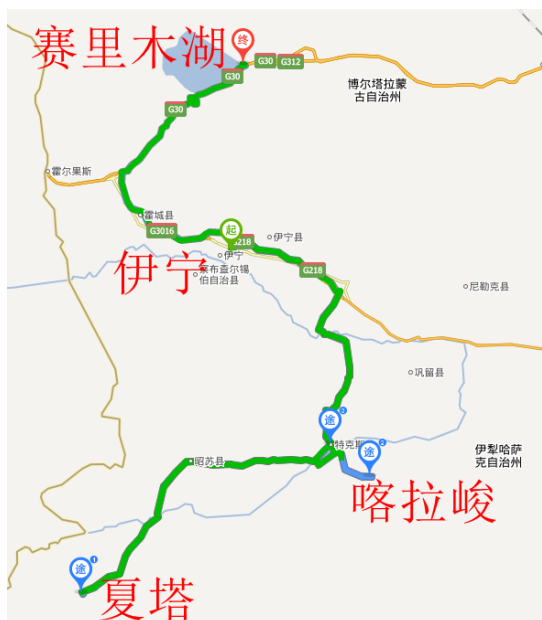 赛里木湖
终
G30
G312
G30
博尔塔拉蒙
古自治州
G30
霍尔果斯
霍城县
起
G3016
G218
伊宁县
伊宁
伊宁
察布查尔锡
伯自治县
G218
尼勒克县
巩留县
途
特克斯
途
2
伊犁哈萨
克自治州
昭苏县
喀拉峻
途
1
夏塔